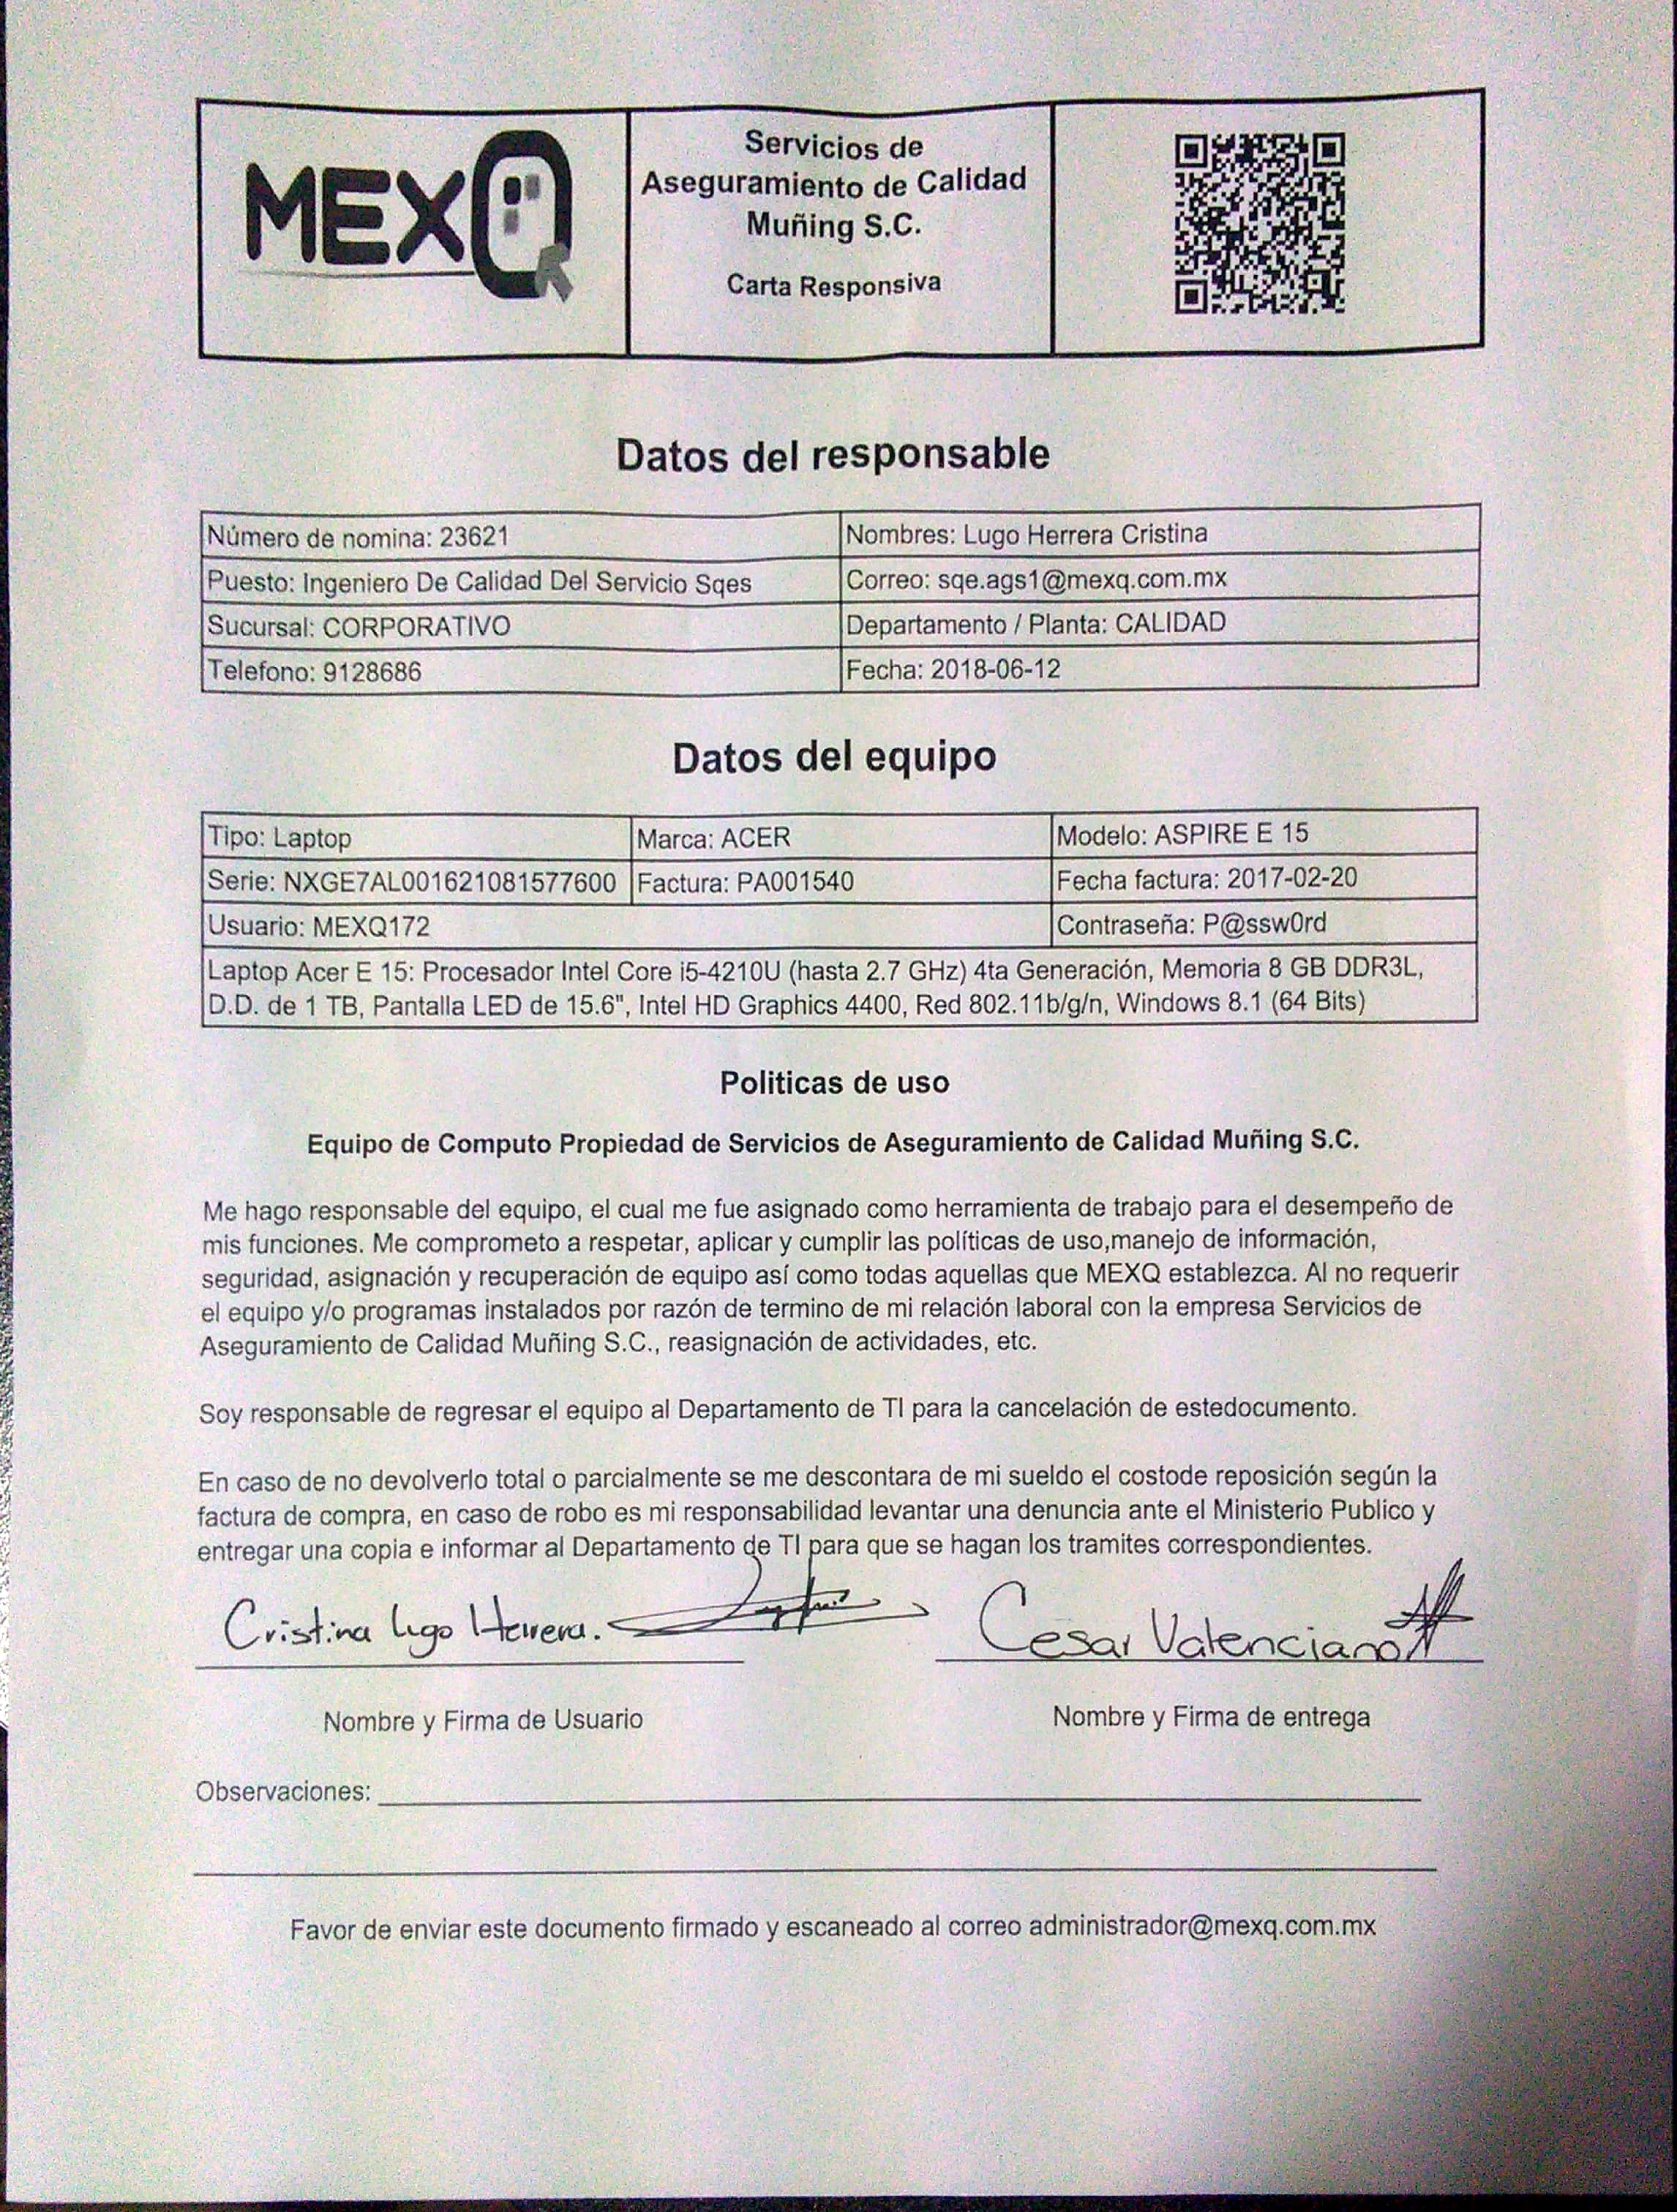 MEXQ
Servicios de
Aseguramiento de Calidad
Muñing S.C.
Carta Responsiva
Datos del responsable
Número de nomina: 23621
Nombres: Lugo Herrera Cristina
Puesto: Ingeniero De Calidad Del Servicio Sqes
Correo: sqe.ags1@mexq.com.mx
Sucursal: CORPORATIVO
Departamento / Planta: CALIDAD
Telefono: 9128686
Fecha: 2018-06-12
Datos del equipo
Tipo: Laptop
Marca: ACER
Modelo: ASPIRE E 15
Serie: NXGE7AL001621081577600
Factura: PA001540
Fecha factura: 2017-02-20
Usuario: MEXQ172
Contraseña: P@ssw0rd
Laptop Acer E 15: Procesador Intel Core i5-4210U (hasta 2.7 GHz) 4ta Generación, Memoria 8 GB DDR3L,
D.D. de 1 TB, Pantalla LED de 15.6", Intel HD Graphics 4400, Red 802.11b/g/n, Windows 8.1 (64 Bits)
Politicas de uso
Equipo de Computo Propiedad de Servicios de Aseguramiento de Calidad Muñing S.C.
Me hago responsable del equipo, el cual me fue asignado como herramienta de trabajo para el desempeño de
mis funciones. Me comprometo a respetar, aplicar y cumplir las políticas de uso,manejo de información,
seguridad, asignación y recuperación de equipo así como todas aquellas que MEXQ establezca. Al no requerir
el equipo y/o programas instalados por razón de termino de mi relación laboral con la empresa Servicios de
Aseguramiento de Calidad Muñing S.C., reasignación de actividades, etc.
Soy responsable de regresar el equipo al Departamento de TI para la cancelación de estedocumento.
En caso de no devolverlo total o parcialmente se me descontara de mi sueldo el costode reposición según la
factura de compra, en caso de robo es mi responsabilidad levantar una denuncia ante el Ministerio Publico y
entregar una copia e informar al Departamento de TI para que se hagan los tramites correspondientes.
Cristina Lugo Herrera.
Cesar Valenciano
Nombre y Firma de Usuario
Nombre y Firma de entrega
Observaciones:
Favor de enviar este documento firmado y escaneado al correo administrador@mexq.com.mx